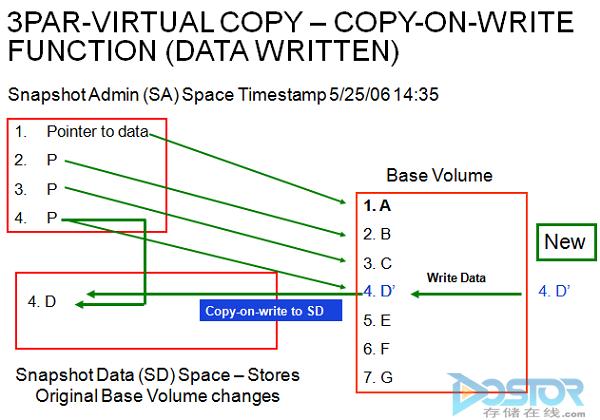 3PAR-VIRTUAL COPY – COPY-ON-WRITE
FUNCTION (DATA WRITTEN)
Snapshot Admin (SA) Space Timestamp 5/25/06 14:35
1. Pointer to data
2. P
3. P
4. P
Base Volume
1. A
2. B
3. C
4. D’
5. E
6. F
7. G
New
Write Data
4. D’
4. D
Copy-on-write to SD
Snapshot Data (SD) Space – Stores
Original Base Volume changes
DOSTOR
存储在线.com